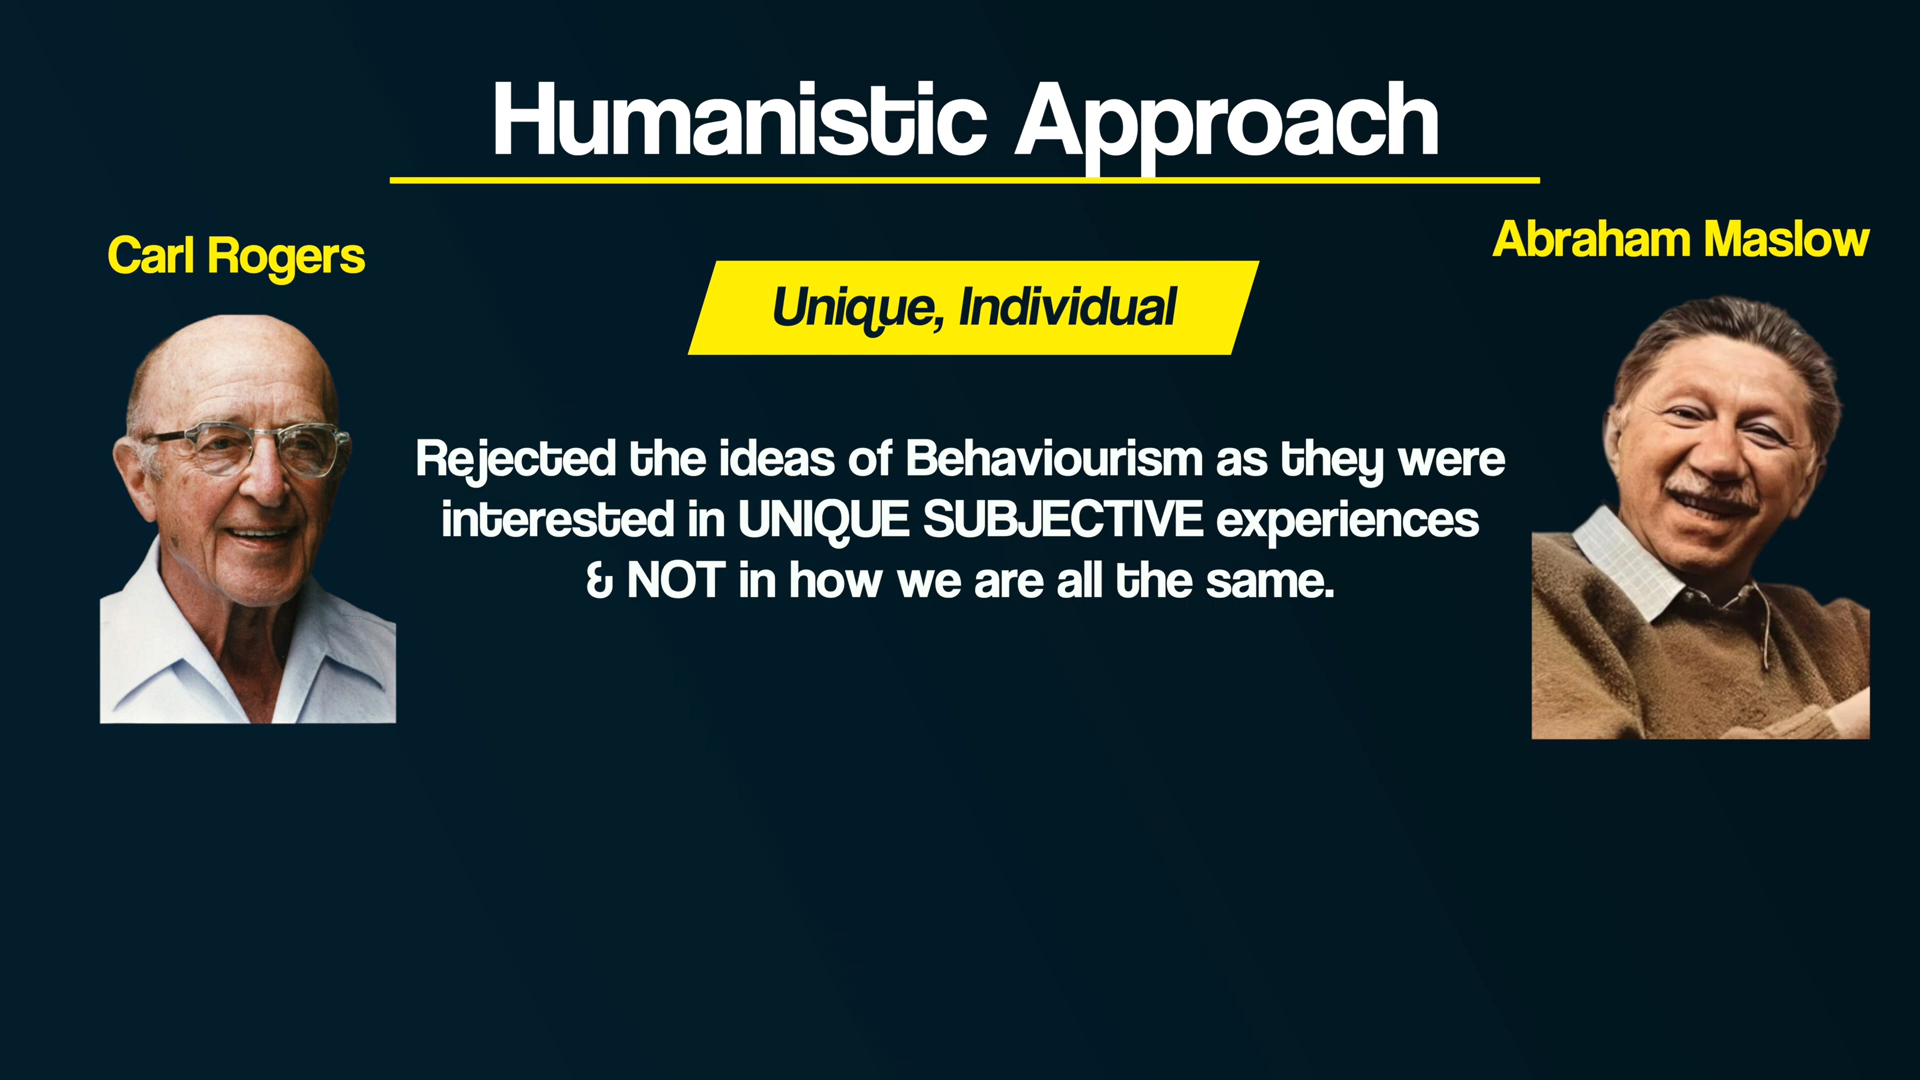 Humanistic Approach
Carl Rogers
Abraham Maslow
Unique, Individual
Rejected the ideas of Behaviourism as they were
interested in UNIQUE SUBJECTIVE experiences
& NOT in how we are all the same.